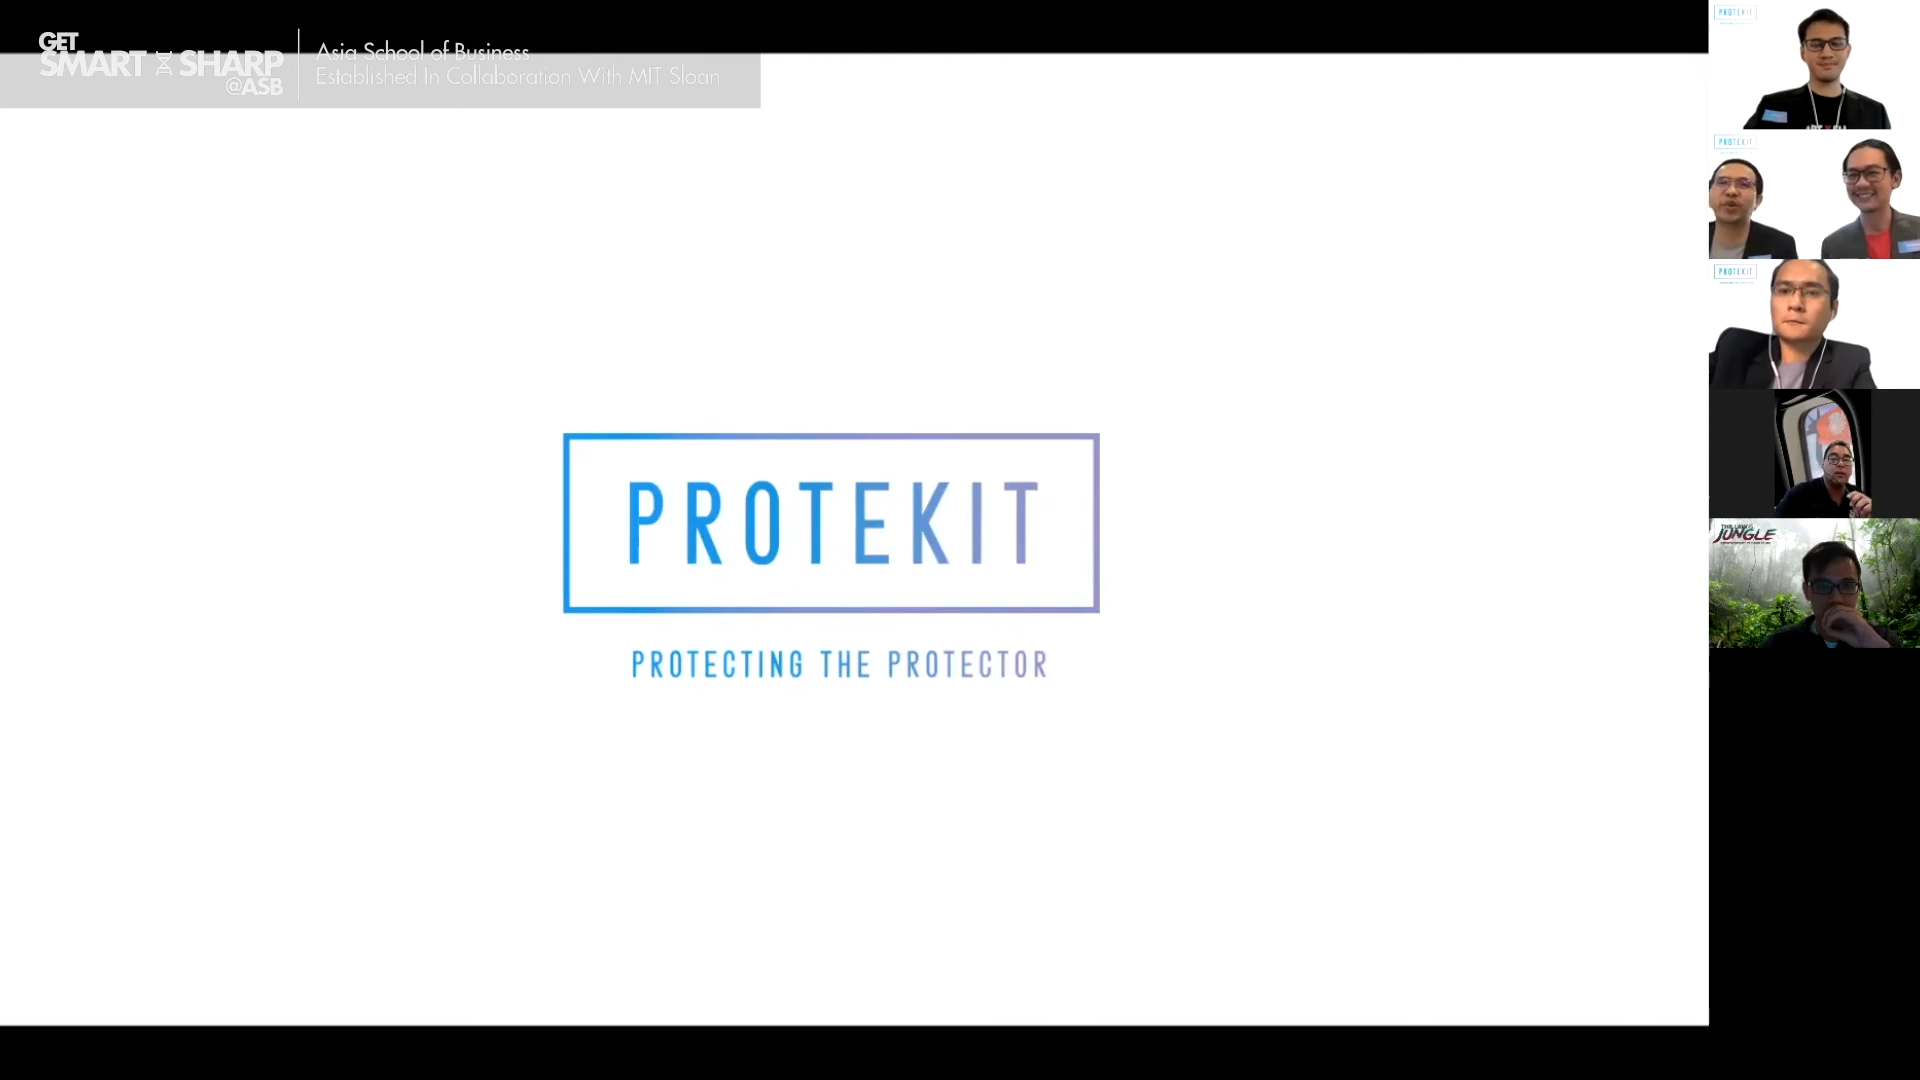 GET
SMART SHARP
@ASB
Asia School of Business
Established In Collaboration With MIT Sloan
PROTEKIT
PROTECTING THE PROTECTOR
PROTEKIT
PROTEKIT
PROTEKIT
JUNGLE